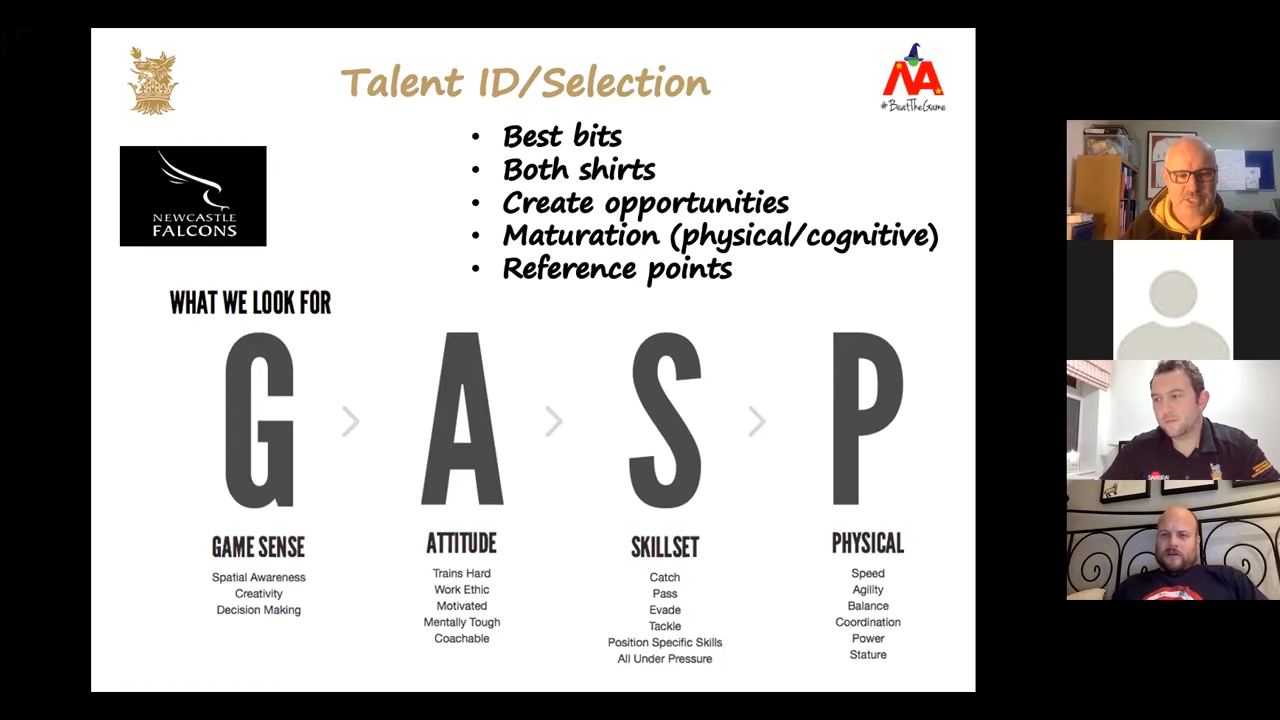 Talent ID/Selection
NA
#BeatTheGame
NEWCASTLE
FALCONS
• Best bits
• Both shirts
• Create opportunities
• Maturation (physical/cognitive)
• Reference points
WHAT WE LOOK FOR
G > A > S > P
GAME SENSE
Spatial Awareness
Creativity
Decision Making
ATTITUDE
Trains Hard
Work Ethic
Motivated
Mentally Tough
Coachable
SKILLSET
Catch
Pass
Evade
Tackle
Position Specific Skills
All Under Pressure
PHYSICAL
Speed
Agility
Balance
Coordination
Power
Stature